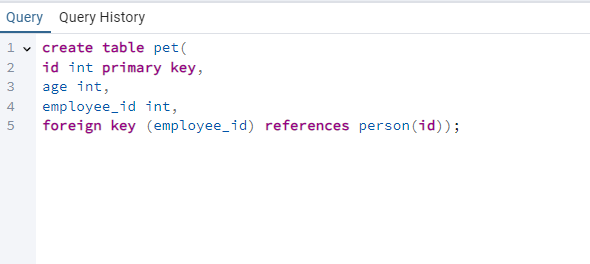 Query Query History
1 create table pet(
2 id int primary key,
3 age int,
4 employee_id int,
5 foreign key (employee_id) references person(id));